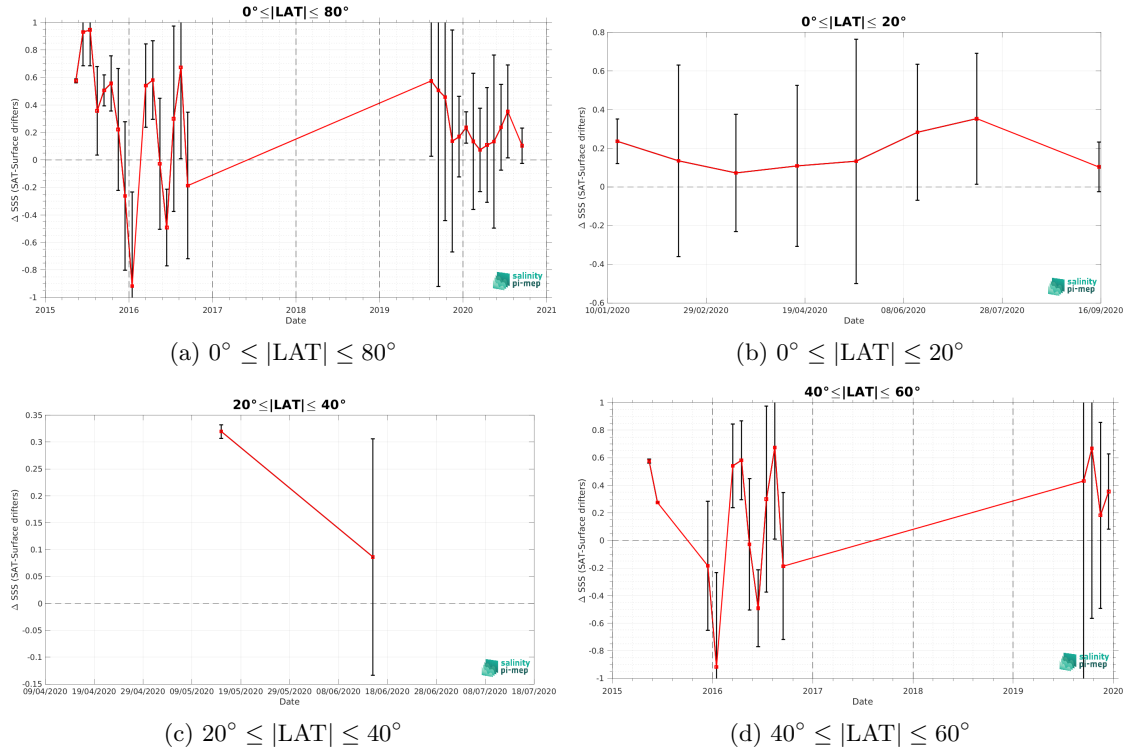 0°≤|LAT|≤ 80°
Δ SSS (SAT-Surface drifters)
1
0.8
0.6
0.4
0.2
0
-0.2
-0.4
-0.6
-0.8
-1
2015 2016 2017 2018 2019 2020 2021
Date
salinity
pi-mep
(a) 0° ≤ |LAT| ≤ 80°
0°≤|LAT|≤ 20°
Δ SSS (SAT-Surface drifters)
0.8
0.6
0.4
0.2
0
0.2
0.4
-0.6
10/01/2020 29/02/2020 19/04/2020 08/06/2020 28/07/2020 16/09/2020
Date
salinity
pi-mep
(b) 0° ≤ |LAT| ≤ 20°
20°≤|LAT|≤ 40°
Δ SSS (SAT-Surface drifters)
0.35
0.3
0.25
0.2
0.15
0.1
0.05
0
-0.05
-0.1
-0.15
09/04/2020 19/04/2020 29/04/2020 09/05/2020 19/05/2020 29/05/2020 08/06/2020 18/06/2020 28/06/2020 08/07/2020 18/07/2020
Date
salinity
pi-mep
(c) 20° ≤ |LAT| ≤ 40°
40°≤|LAT|≤ 60°
Δ SSS (SAT-Surface drifters)
1
0.8
0.6
0.4
0.2
0
-0.2
-0.4
-0.6
-0.8
-1
2015 2016 2017 2018 2019 2020
Date
salinity
pi-mep
(d) 40° ≤ |LAT| ≤ 60°